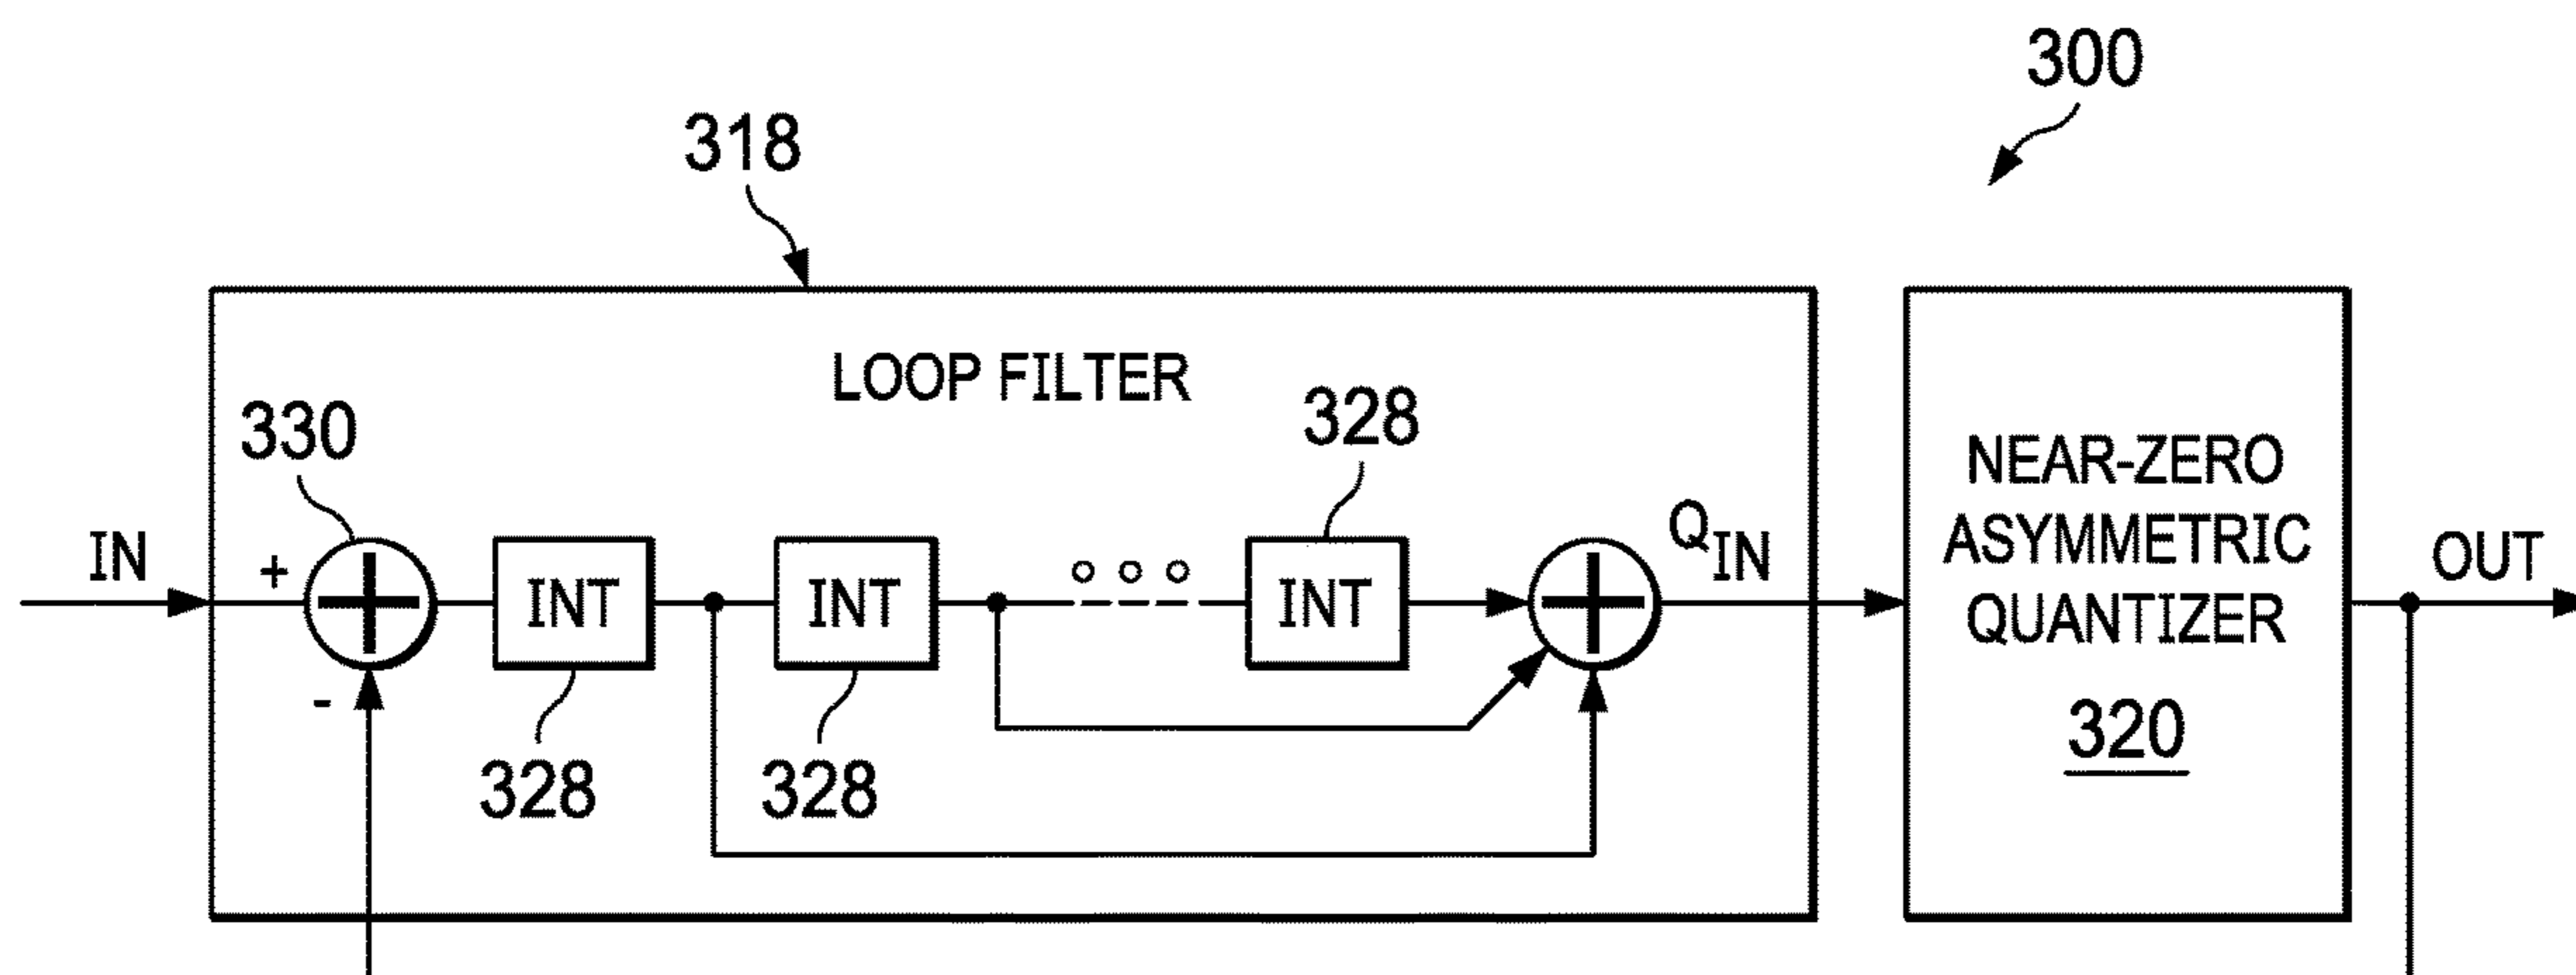 300
318
LOOP FILTER
330
328
IN
+
INT
INT
INT
QIN
NEAR-ZERO
ASYMMETRIC
QUANTIZER
320
OUT
-
328
328